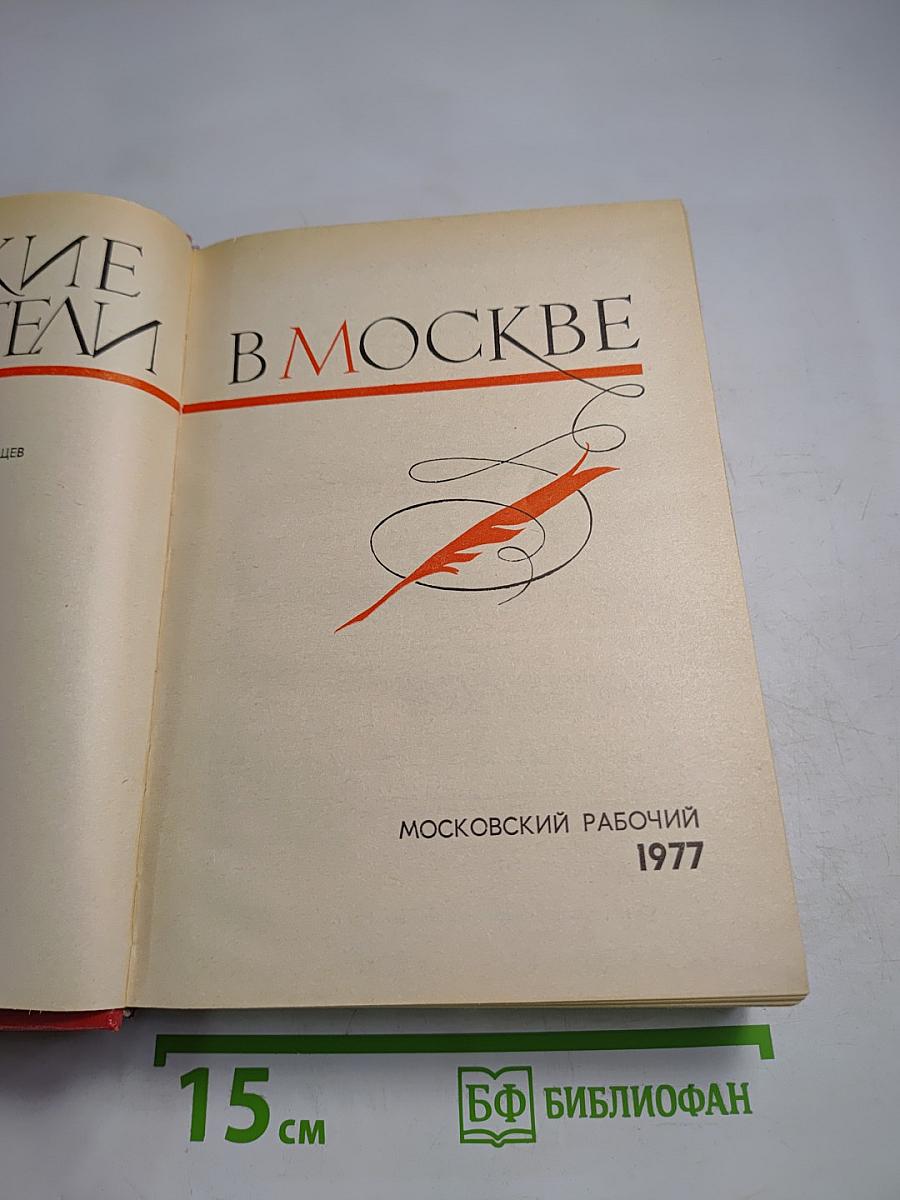 КИЕ
ТЕЛИ
ЦЕВ
В МОСКВЕ
МОСКОВСКИЙ РАБОЧИЙ
1977
15 см
БФ БИБЛИОФАН